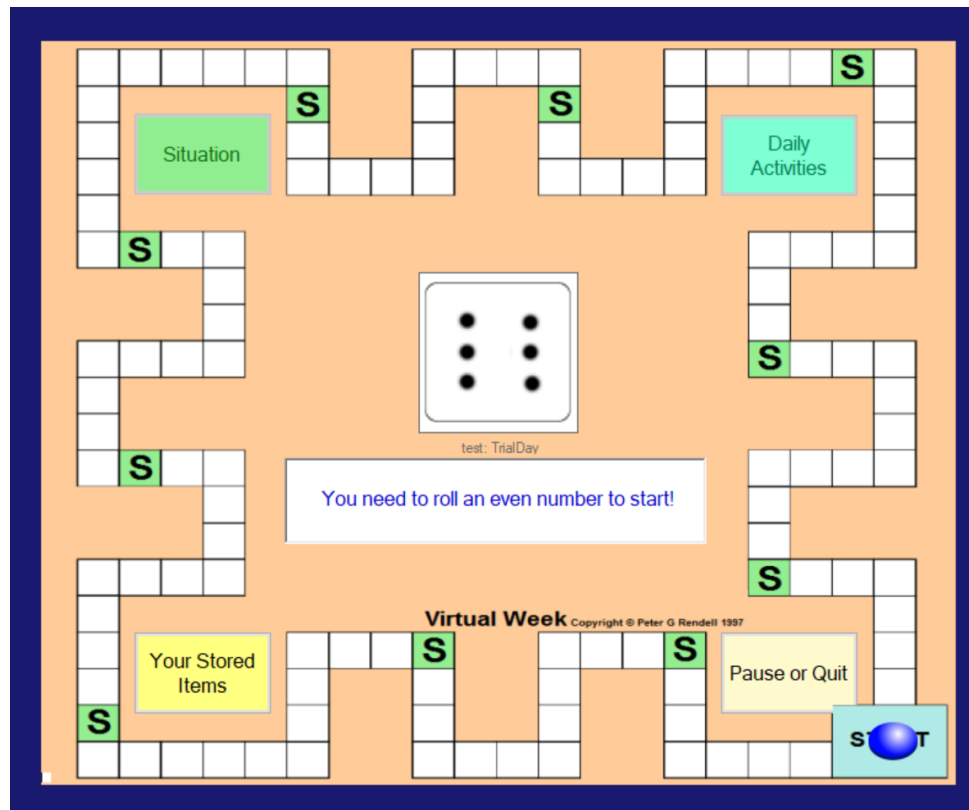 S
S
S
Situation
Daily
Activities
S
S
test: TrialDay
S
You need to roll an even number to start!
S
Virtual Week Copyright © Peter G Rendell 1997
S
S
Your Stored
Items
Pause or Quit
S